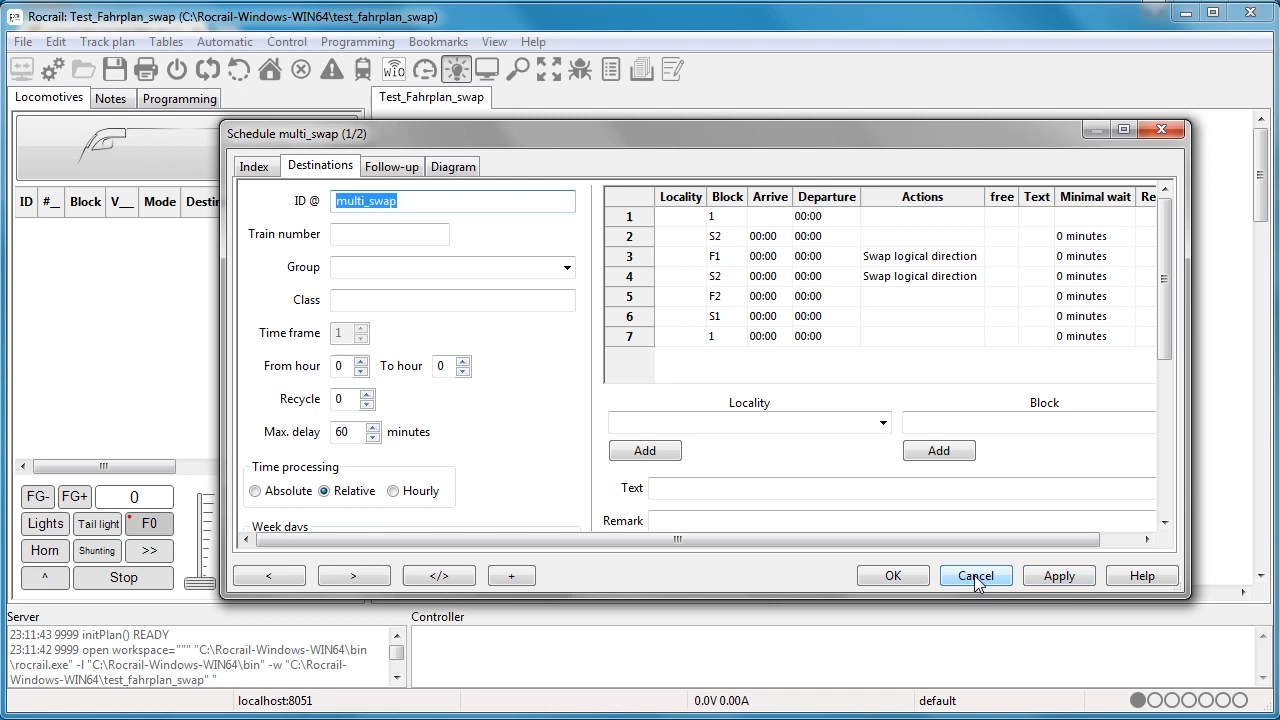 Rocrail: Test_Fahrplan_swap (C:\Rocrail-Windows-WIN64\test_fahrplan_swap)
File Edit Track plan Tables Automatic Control Programming Bookmarks View Help
WIO
Locomotives Notes Programming
Test_Fahrplan_swap
ID #_ Block V__ Mode Destin
Schedule multi_swap (1/2)
Index Destinations Follow-up Diagram
ID @ multi_swap
Train number
Group
Class
Time frame 1
From hour 0 To hour 0
Recycle 0
Max. delay 60 minutes
Time processing
Absolute Relative Hourly
Week days
Locality Block Arrive Departure Actions free Text Minimal wait Re
1 1 00:00
2 S2 00:00 00:00 0 minutes
3 F1 00:00 00:00 Swap logical direction 0 minutes
4 S2 00:00 00:00 Swap logical direction 0 minutes
5 F2 00:00 00:00 0 minutes
6 S1 00:00 00:00 0 minutes
7 1 00:00 00:00 0 minutes
Locality Block
Add Add
Text
Remark
< > </> + OK Cancel Apply Help
FG- FG+ 0
Lights Tail light F0
Horn Shunting >>
^ Stop
Server
23:11:43 9999 initPlan() READY
23:11:42 9999 open workspace=""" "C:\Rocrail-Windows-WIN64\bin
\rocrail.exe" -l "C:\Rocrail-Windows-WIN64\bin" -w "C:\Rocrail-
Windows-WIN64\test_fahrplan_swap" "
Controller
localhost:8051 0.0V 0.00A default